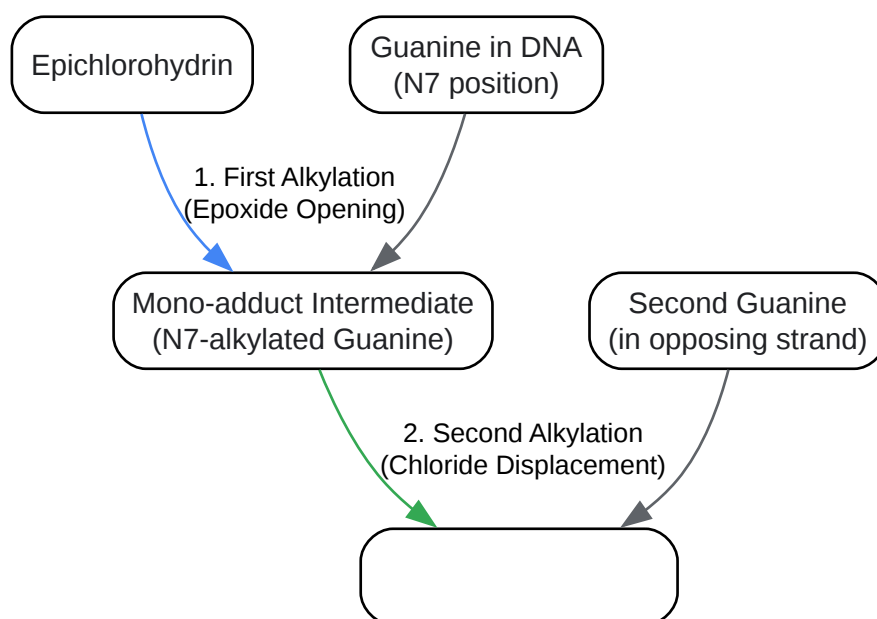 Epichlorohydrin
Guanine in DNA
(N7 position)
1. First Alkylation
(Epoxide Opening)
Mono-adduct Intermediate
(N7-alkylated Guanine)
Second Guanine
(in opposing strand)
2. Second Alkylation
(Chloride Displacement)